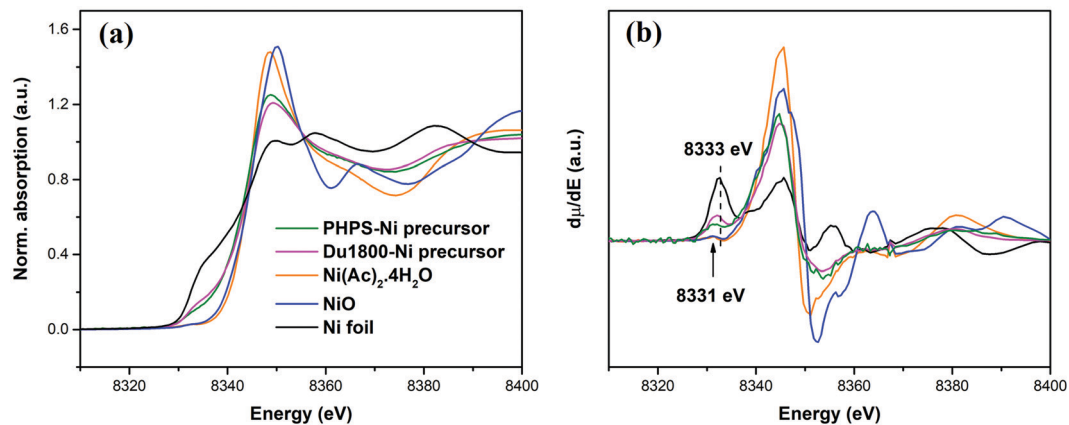 (a)
Norm. absorption (a.u.)
1.6
1.2
0.8
0.4
0.0
PHPS-Ni precursor
Du1800-Ni precursor
Ni(Ac)₂.4H₂O
NiO
Ni foil
8320 8340 8360 8380 8400
Energy (eV)
(b)
dμ/dE (a.u.)
8333 eV
8331 eV
8320 8340 8360 8380 8400
Energy (eV)